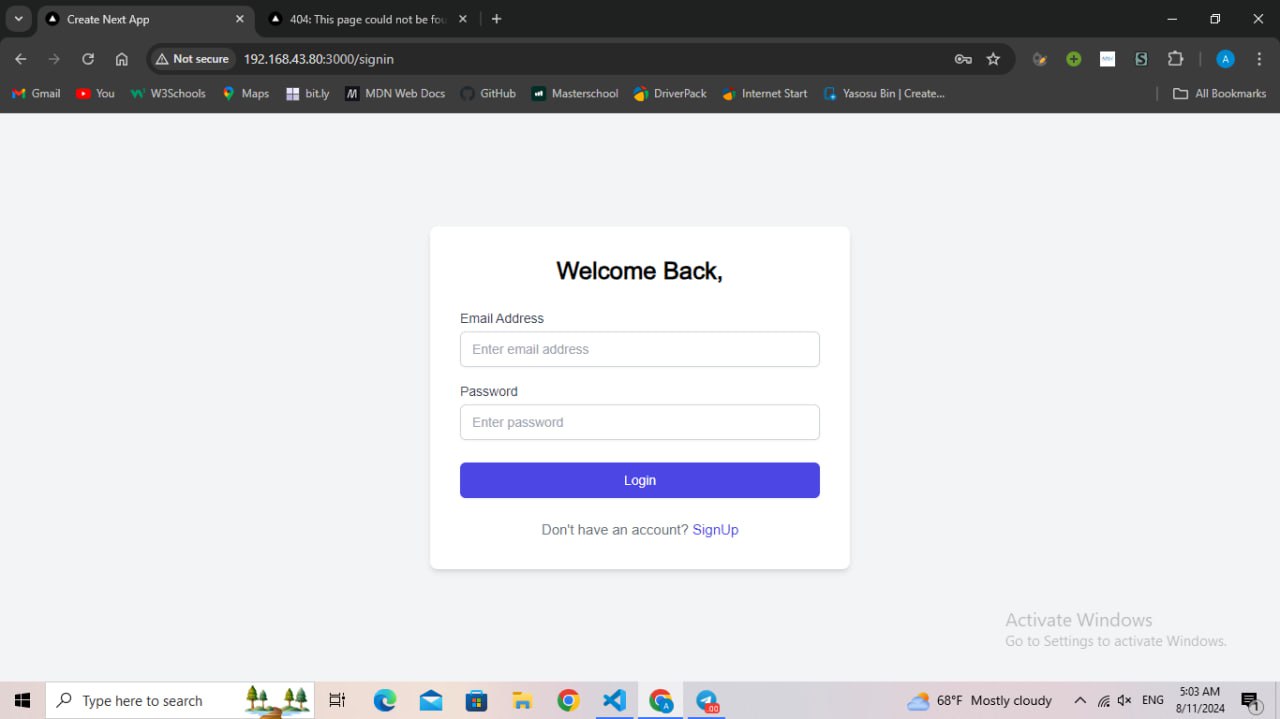 Create Next App
404: This page could not be fou
Not secure
192.168.43.80:3000/signin
A
Gmail
You
W3Schools
Maps
bit.ly
MDN Web Docs
GitHub
Masterschool
DriverPack
Internet Start
Yasosu Bin | Create...
All Bookmarks
Welcome Back,
Email Address
Enter email address
Password
Enter password
Login
Don't have an account? SignUp
Activate Windows
Go to Settings to activate Windows.
Type here to search
68°F Mostly cloudy
ENG
5:03 AM
8/11/2024
1